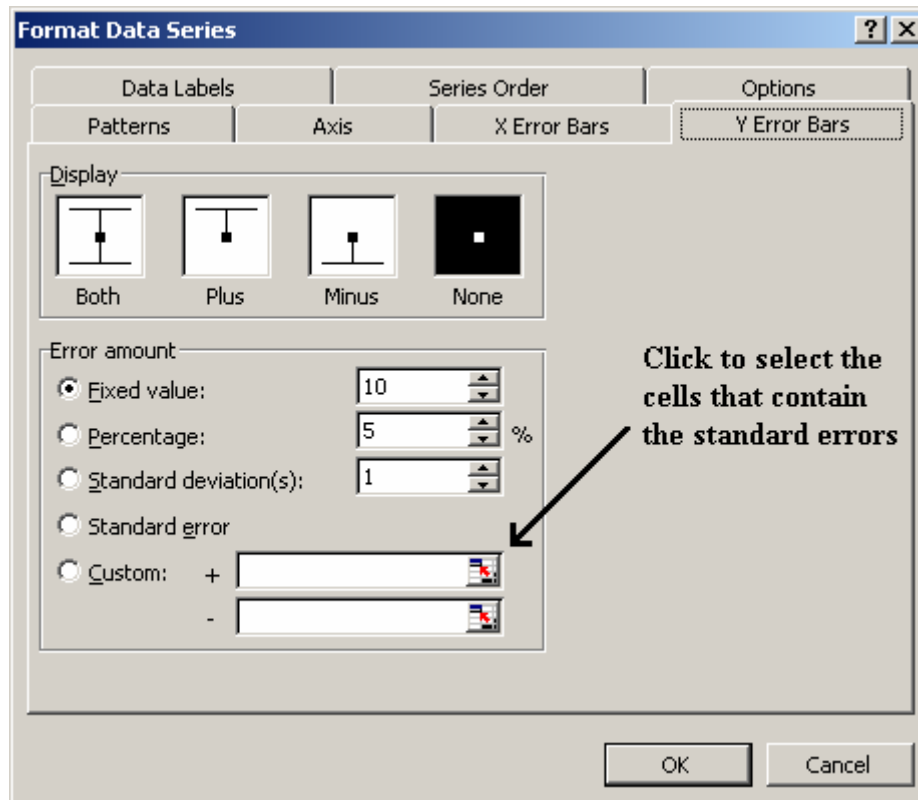 Format Data Series
Data Labels Series Order Options
Patterns Axis X Error Bars Y Error Bars
Display
Both Plus Minus None
Error amount
Fixed value: 10
Percentage: 5 %
Standard deviation(s): 1
Standard error
Custom: +
-
Click to select the
cells that contain
the standard errors
OK Cancel